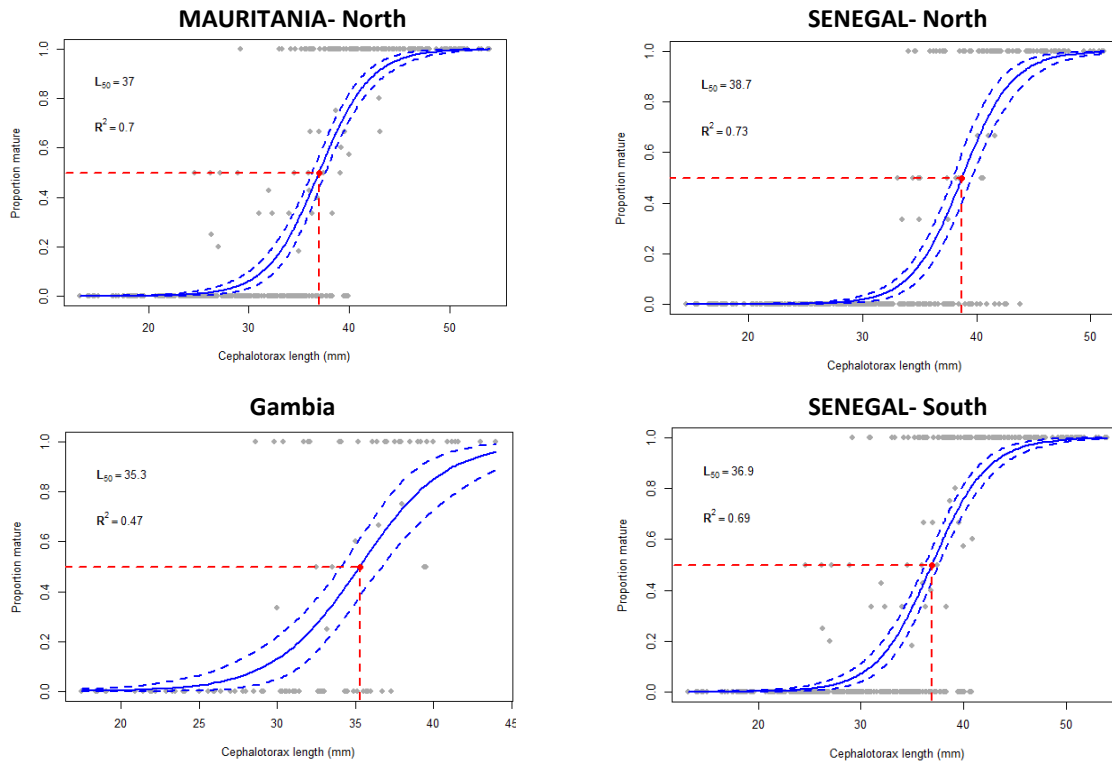 MAURITANIA- North
L50 = 37
R2 = 0.7
Proportion mature
0.0 0.2 0.4 0.6 0.8 1.0
20 30 40 50
Cephalotorax length (mm)
SENEGAL- North
L50 = 38.7
R2 = 0.73
Proportion mature
0.0 0.2 0.4 0.6 0.8 1.0
20 30 40 50
Cephalotorax length (mm)
Gambia
L50 = 35.3
R2 = 0.47
Proportion mature
0.0 0.2 0.4 0.6 0.8 1.0
20 25 30 35 40 45
Cephalotorax length (mm)
SENEGAL- South
L50 = 36.9
R2 = 0.69
Proportion mature
0.0 0.2 0.4 0.6 0.8 1.0
20 30 40 50
Cephalotorax length (mm)